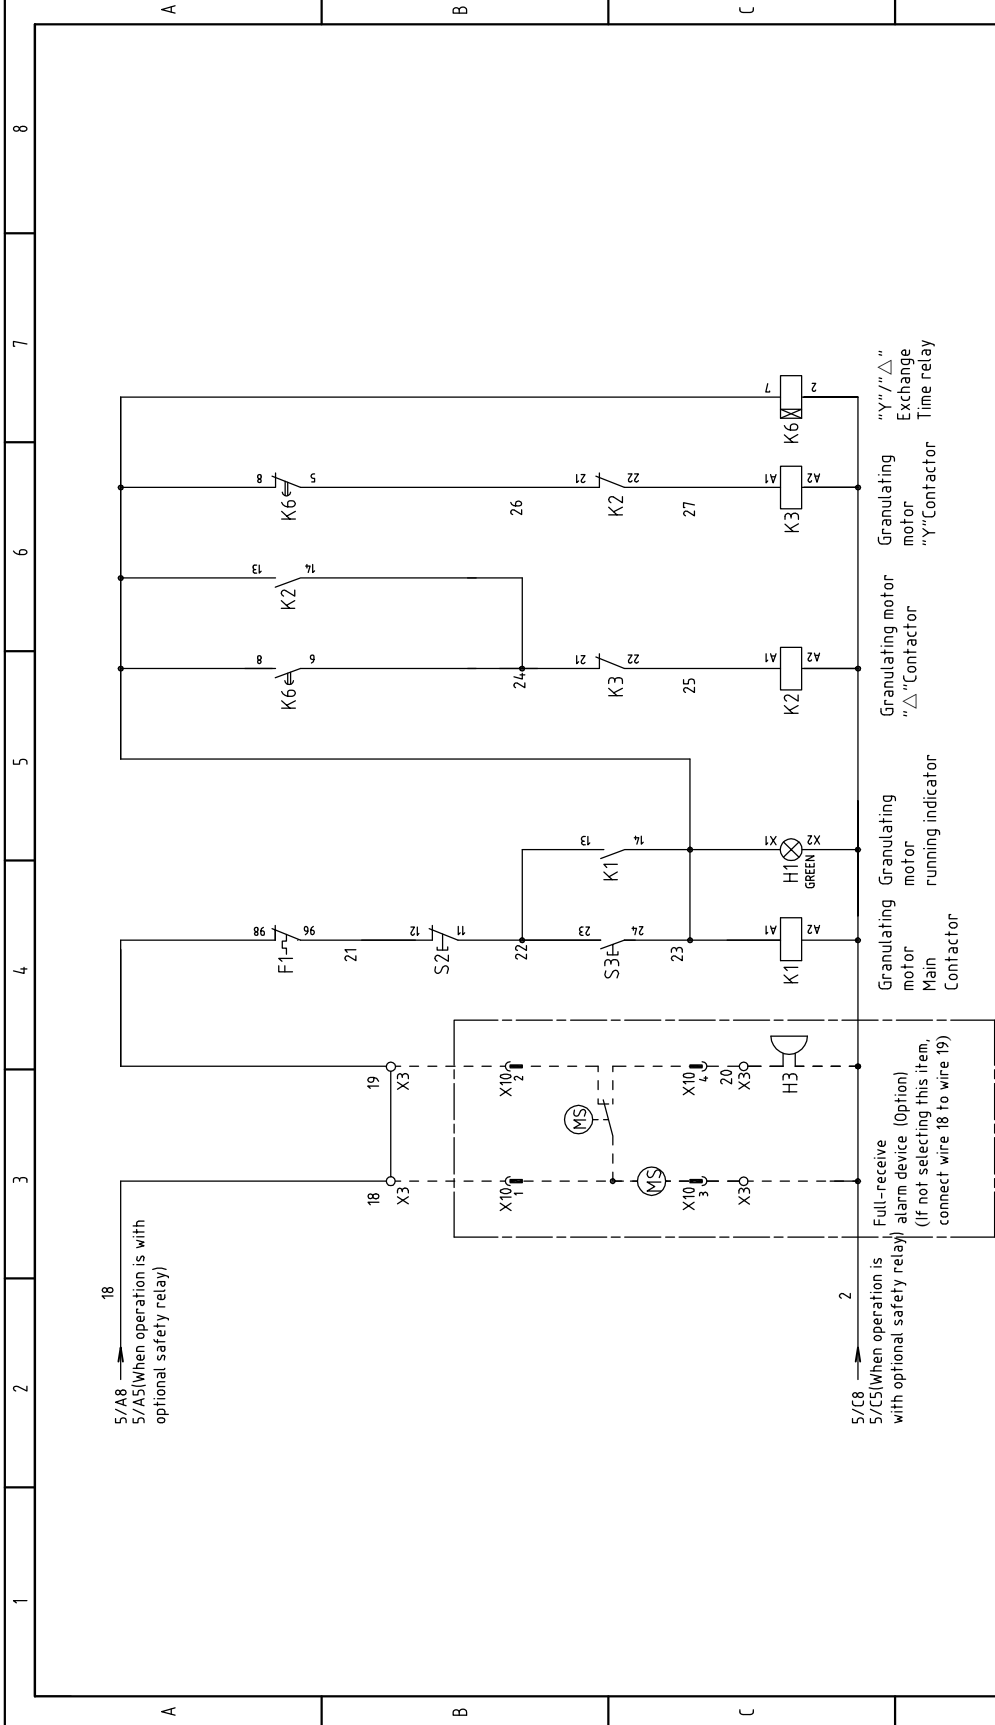 1
2
3
4
5
6
7
8
A
A
B
B
C
C
5/A8
5/A5(When operation is with
optional safety relay)
18
18
X3
19
X3
X10
1
X10
2
MS
MS
X10
3
X10
4
X3
20
X3
H3
5/C8
5/C5(When operation is
with optional safety relay)
2
Full-receive
alarm device (Option)
(If not selecting this item,
connect wire 18 to wire 19)
F1
98
96
21
S2
12
11
22
S3
23
24
23
K1
A1
A2
Granulating
motor
Main
Contactor
K1
13
14
H1
GREEN
X1
X2
Granulating
motor
running indicator
K6
8
6
24
K3
21
22
25
K2
A1
A2
Granulating motor
"△"Contactor
K2
13
14
K6
8
5
26
K2
21
22
27
K3
A1
A2
Granulating
motor
"Y"Contactor
K6
7
2
"Y"/"△"
Exchange
Time relay